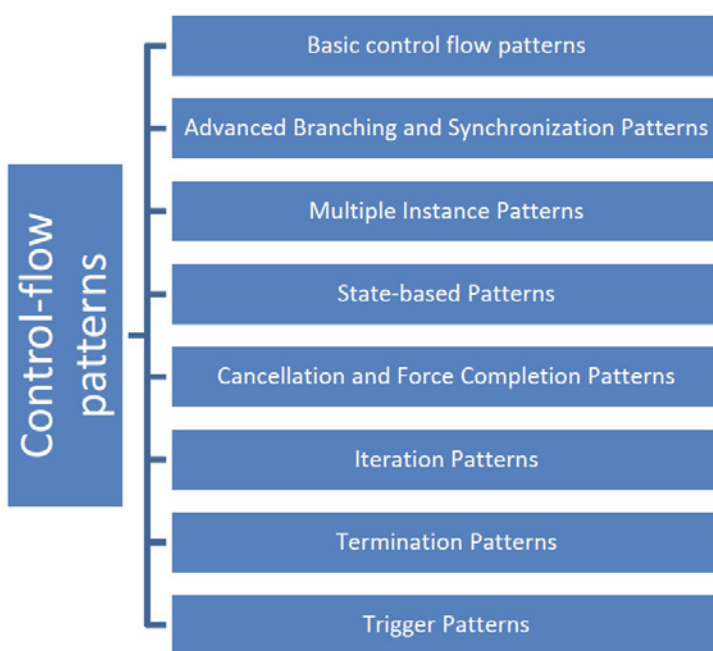 Control-flow
patterns
Basic control flow patterns
Advanced Branching and Synchronization Patterns
Multiple Instance Patterns
State-based Patterns
Cancellation and Force Completion Patterns
Iteration Patterns
Termination Patterns
Trigger Patterns